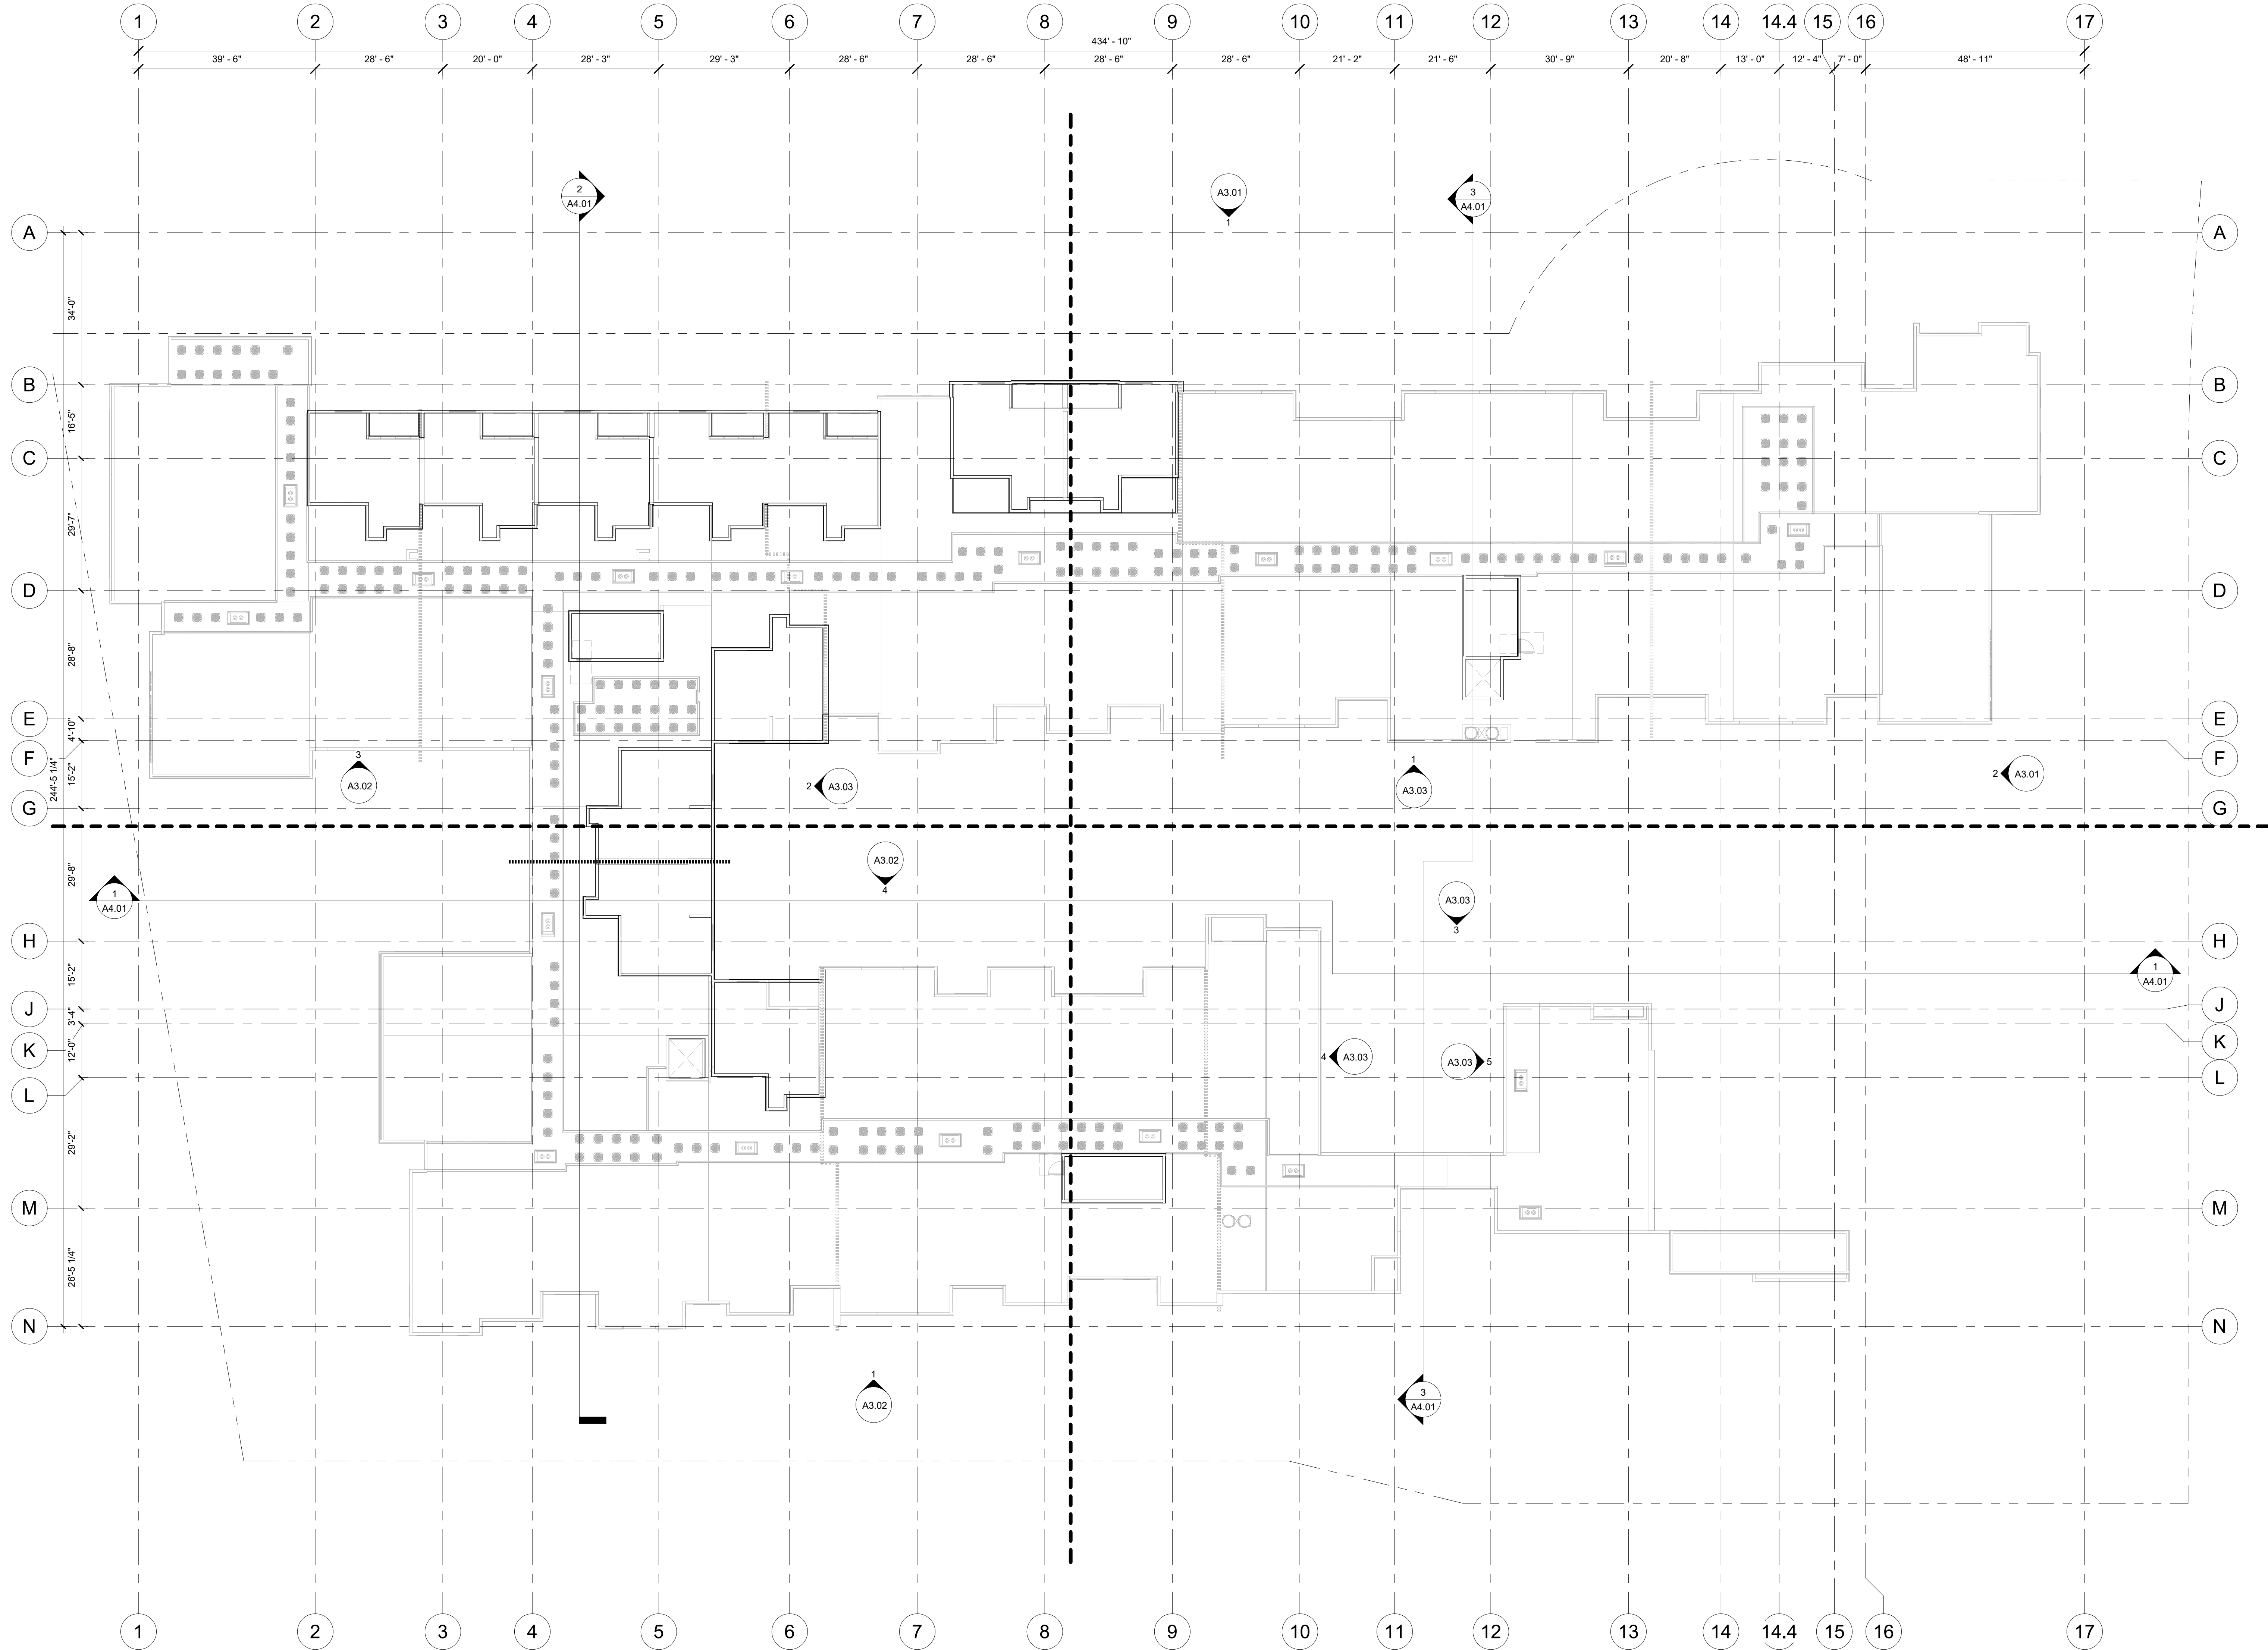 1 2 3 4 5 6 7 8 9 10 11 12 13 14 14.4 15 16 17
434' - 10"
39' - 6" 28' - 6" 20' - 0" 28' - 3" 29' - 3" 28' - 6" 28' - 6" 28' - 6" 28' - 6" 21' - 2" 21' - 6" 30' - 9" 20' - 8" 13' - 0" 12' - 4" 7' - 0" 48' - 11"
2
A4.01
A3.01
1
3
A4.01
A A
34'-0"
B B
16'-5"
C C
29'-7"
D D
28'-8"
E E
4'-10"
F F
3
A3.02
2 A3.03
1
A3.03
2 A3.01
244'-5 1/4"
15'-2"
G G
A3.02
4
29'-8"
1
A4.01
A3.03
3
H H
1
A4.01
15'-2"
J J
3'-4"
K K
12'-0"
4 A3.03
A3.03 5
L L
29'-2"
M M
26'-5 1/4"
N N
1
A3.02
3
A4.01
1 2 3 4 5 6 7 8 9 10 11 12 13 14 14.4 15 16 17